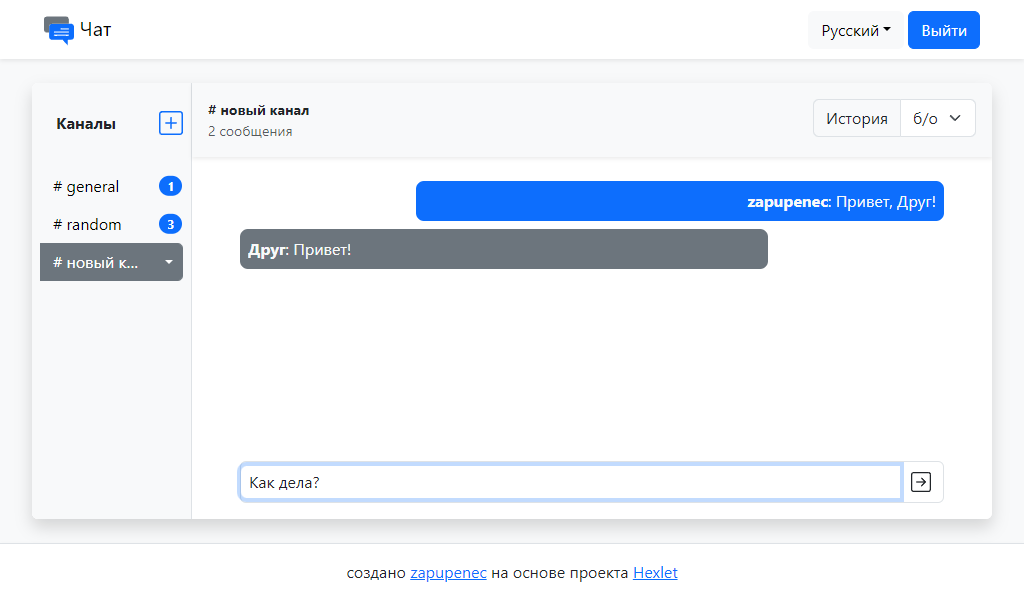 Чат
Русский
Выйти
Каналы
# general 1
# random 3
# новый к...
# новый канал
2 сообщения
История
б/о
zapupenec: Привет, Друг!
Друг: Привет!
Как дела?
создано zapupenec на основе проекта Hexlet